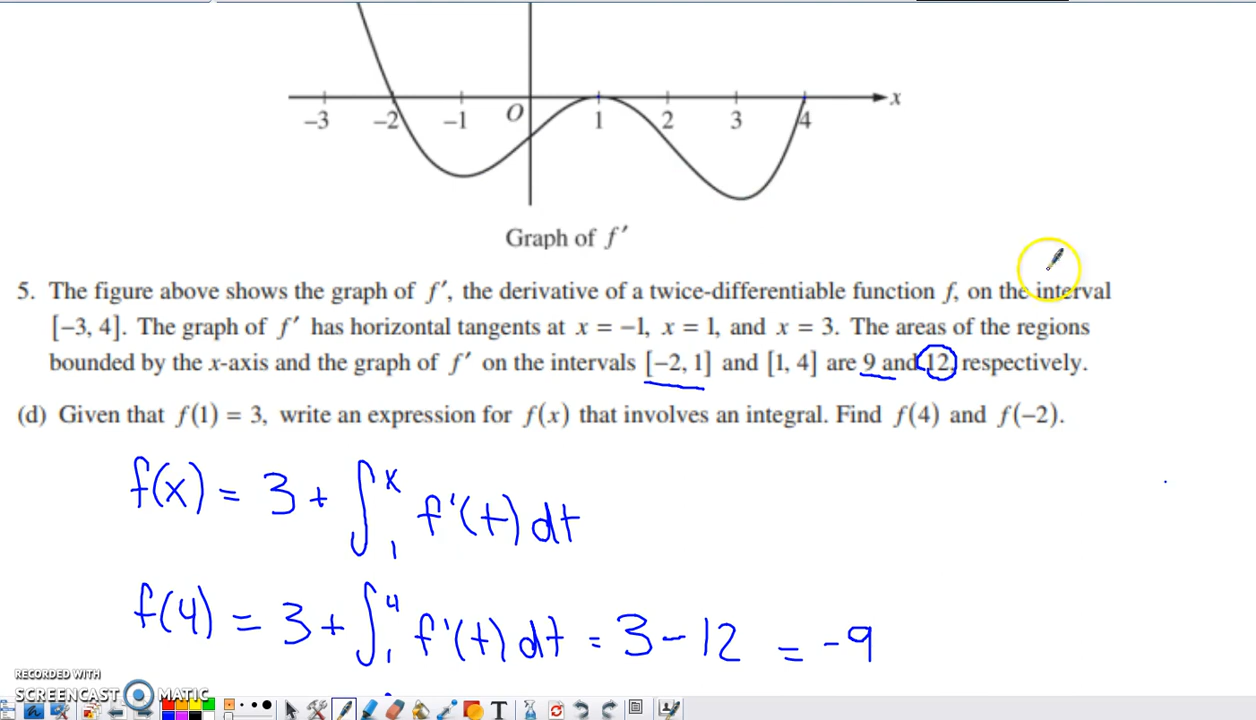 -3 -2 -1 O 1 2 3 4 x
Graph of f′
5. The figure above shows the graph of f′, the derivative of a twice-differentiable function f, on the interval
[−3, 4]. The graph of f′ has horizontal tangents at x = −1, x = 1, and x = 3. The areas of the regions
bounded by the x-axis and the graph of f′ on the intervals [−2, 1] and [1, 4] are 9 and 12, respectively.
(d) Given that f(1) = 3, write an expression for f(x) that involves an integral. Find f(4) and f(−2).
f(x) = 3 + ∫₁ˣ f'(t) dt
f(4) = 3 + ∫₁⁴ f'(t) dt = 3 − 12 = -9
RECORDED WITH
SCREENCAST MATIC
T